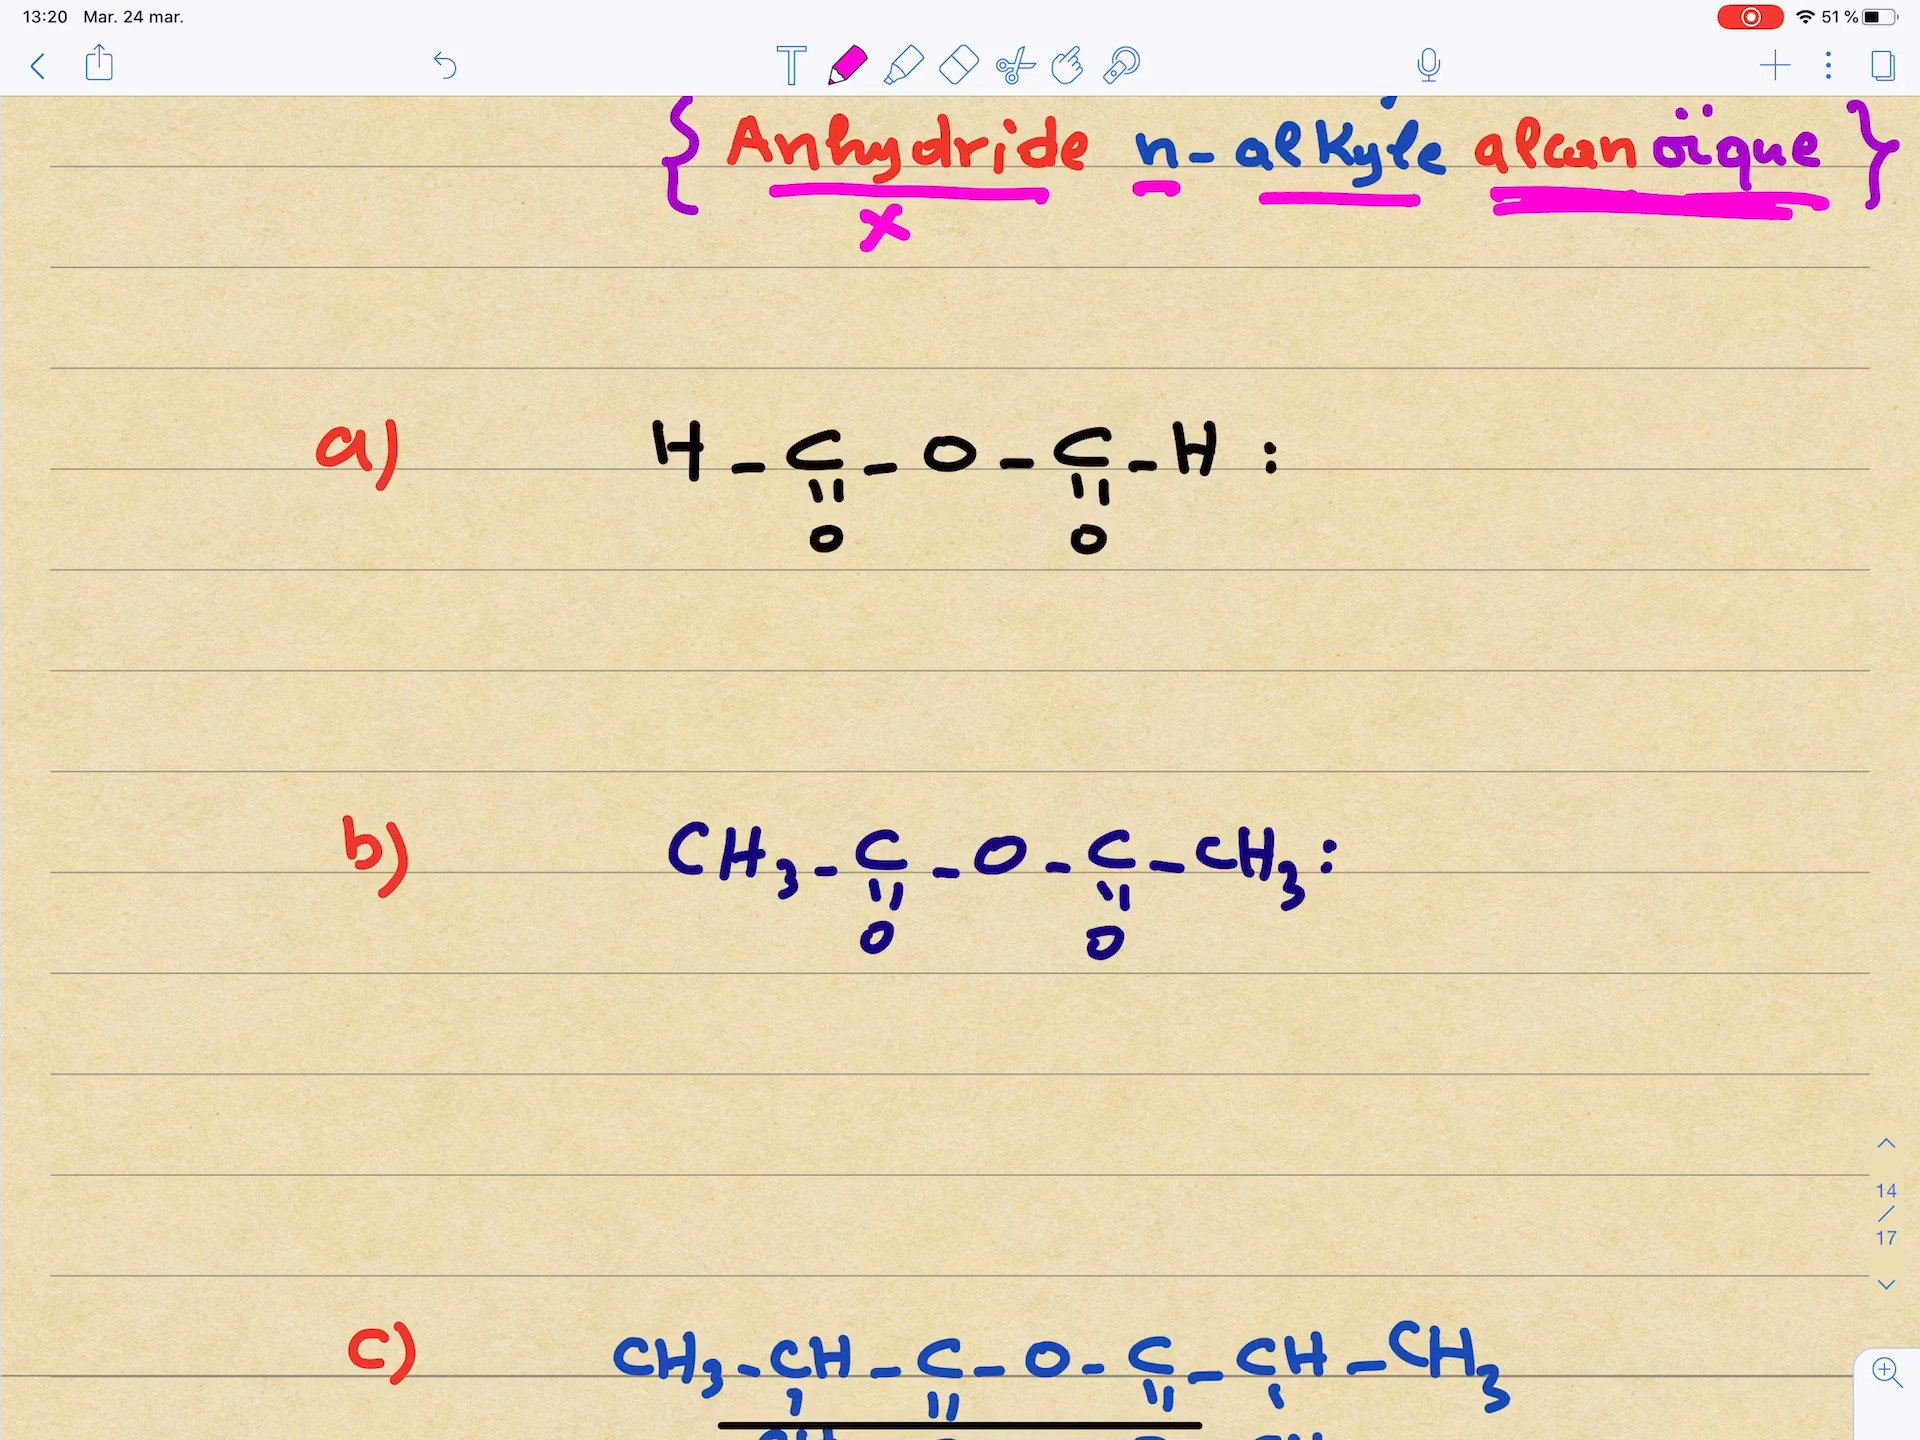 13:20 Mar. 24 mar. 51 %
T
{ Anhydride n-alkyle alcanoïque }
x
a) H - C - O - C - H :
O O
b) CH3 - C - O - C - CH3 :
O O
14
/
17
c) CH3 - CH - C - O - C - CH - CH3